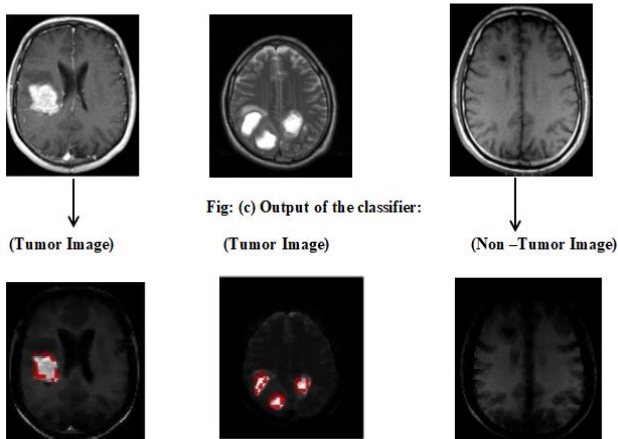 Fig: (c) Output of the classifier:
(Tumor Image) (Tumor Image) (Non –Tumor Image)